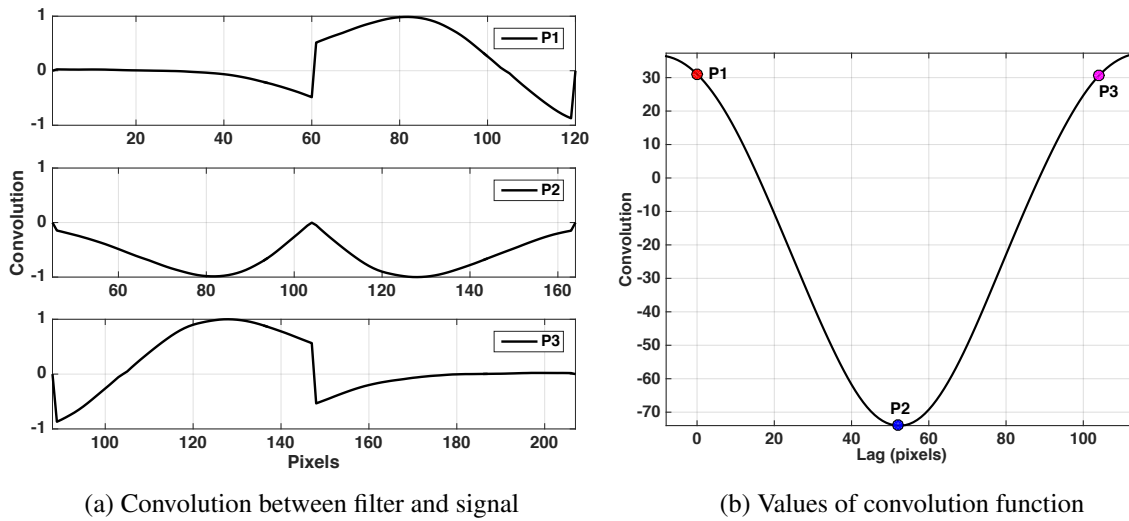 1
0
-1
20 40 60 80 100 120
P1
1
0
-1
60 80 100 120 140 160
P2
1
0
-1
100 120 140 160 180 200
P3
Convolution
Pixels
(a) Convolution between filter and signal
30
20
10
0
-10
-20
-30
-40
-50
-60
-70
0 20 40 60 80 100
P1
P2
P3
Convolution
Lag (pixels)
(b) Values of convolution function